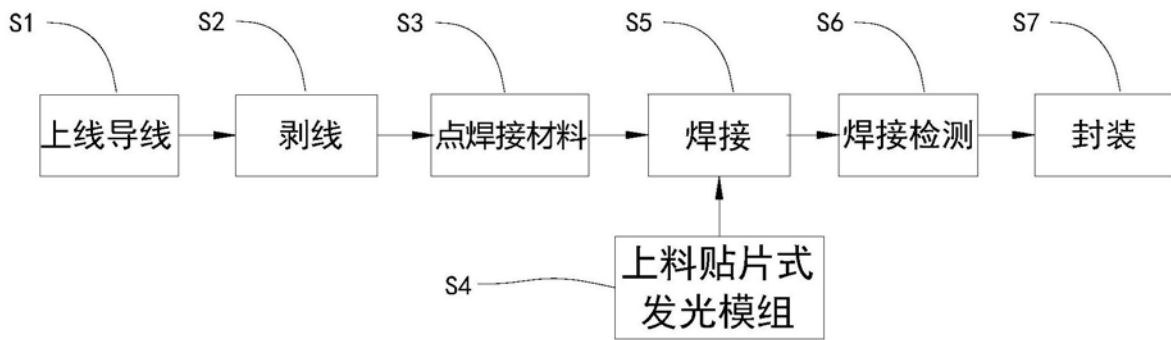 S1
S2
S3
S5
S6
S7
上线导线
剥线
点焊接材料
焊接
焊接检测
封装
S4
上料贴片式
发光模组